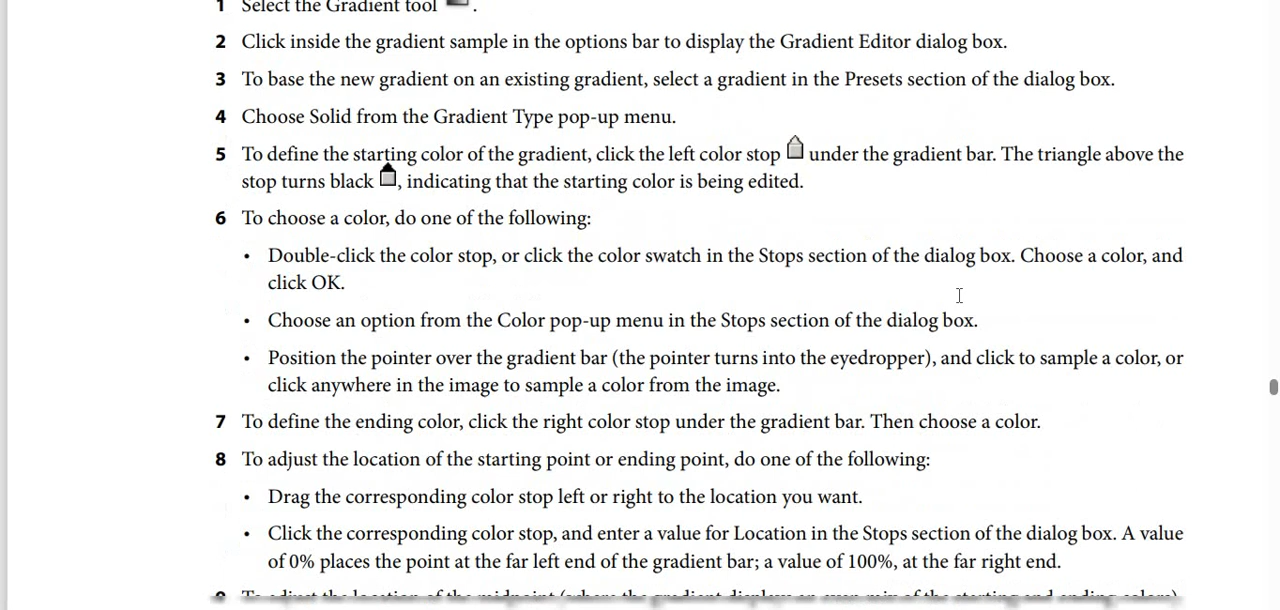 1 Select the Gradient tool .
2 Click inside the gradient sample in the options bar to display the Gradient Editor dialog box.
3 To base the new gradient on an existing gradient, select a gradient in the Presets section of the dialog box.
4 Choose Solid from the Gradient Type pop-up menu.
5 To define the starting color of the gradient, click the left color stop under the gradient bar. The triangle above the
stop turns black , indicating that the starting color is being edited.
6 To choose a color, do one of the following:
• Double-click the color stop, or click the color swatch in the Stops section of the dialog box. Choose a color, and
click OK.
• Choose an option from the Color pop-up menu in the Stops section of the dialog box.
• Position the pointer over the gradient bar (the pointer turns into the eyedropper), and click to sample a color, or
click anywhere in the image to sample a color from the image.
7 To define the ending color, click the right color stop under the gradient bar. Then choose a color.
8 To adjust the location of the starting point or ending point, do one of the following:
• Drag the corresponding color stop left or right to the location you want.
• Click the corresponding color stop, and enter a value for Location in the Stops section of the dialog box. A value
of 0% places the point at the far left end of the gradient bar; a value of 100%, at the far right end.